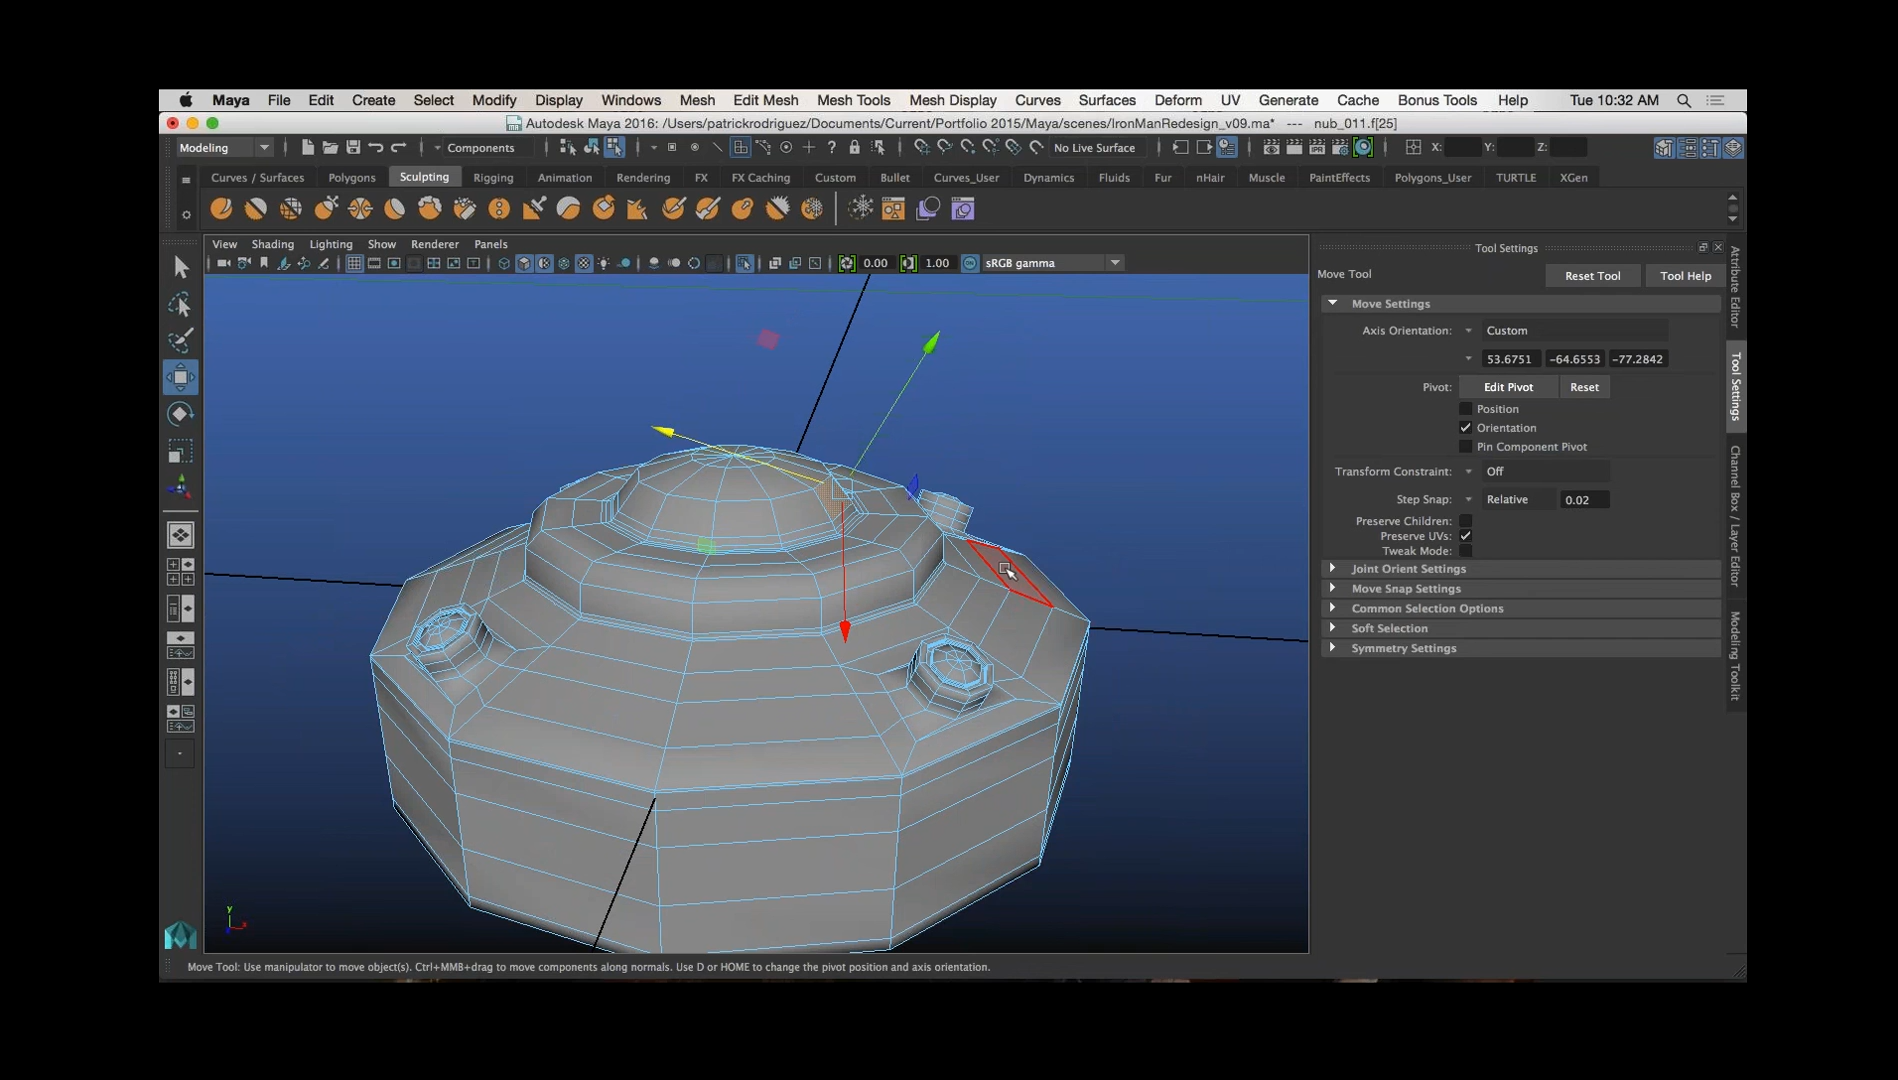 Maya File Edit Create Select Modify Display Windows Mesh Edit Mesh Mesh Tools Mesh Display Curves Surfaces Deform UV Generate Cache Bonus Tools Help Tue 10:32 AM
Autodesk Maya 2016: /Users/patrickrodriguez/Documents/Current/Portfolio 2015/Maya/scenes/IronManRedesign_v09.ma* --- nub_011.f[25]
Modeling Components No Live Surface X: Y: Z:
Curves / Surfaces Polygons Sculpting Rigging Animation Rendering FX FX Caching Custom Bullet Curves_User Dynamics Fluids Fur nHair Muscle PaintEffects Polygons_User TURTLE XGen
View Shading Lighting Show Renderer Panels
0.00 1.00 sRGB gamma
Tool Settings
Move Tool Reset Tool Tool Help
Move Settings
Axis Orientation: Custom
53.6751 -64.6553 -77.2842
Pivot: Edit Pivot Reset
Position
Orientation
Pin Component Pivot
Transform Constraint: Off
Step Snap: Relative 0.02
Preserve Children:
Preserve UVs:
Tweak Mode:
Joint Orient Settings
Move Snap Settings
Common Selection Options
Soft Selection
Symmetry Settings
Attribute Editor
Tool Settings
Channel Box / Layer Editor
Modeling Toolkit
IPR
ON
y
x
Move Tool: Use manipulator to move object(s). Ctrl+MMB+drag to move components along normals. Use D or HOME to change the pivot position and axis orientation.